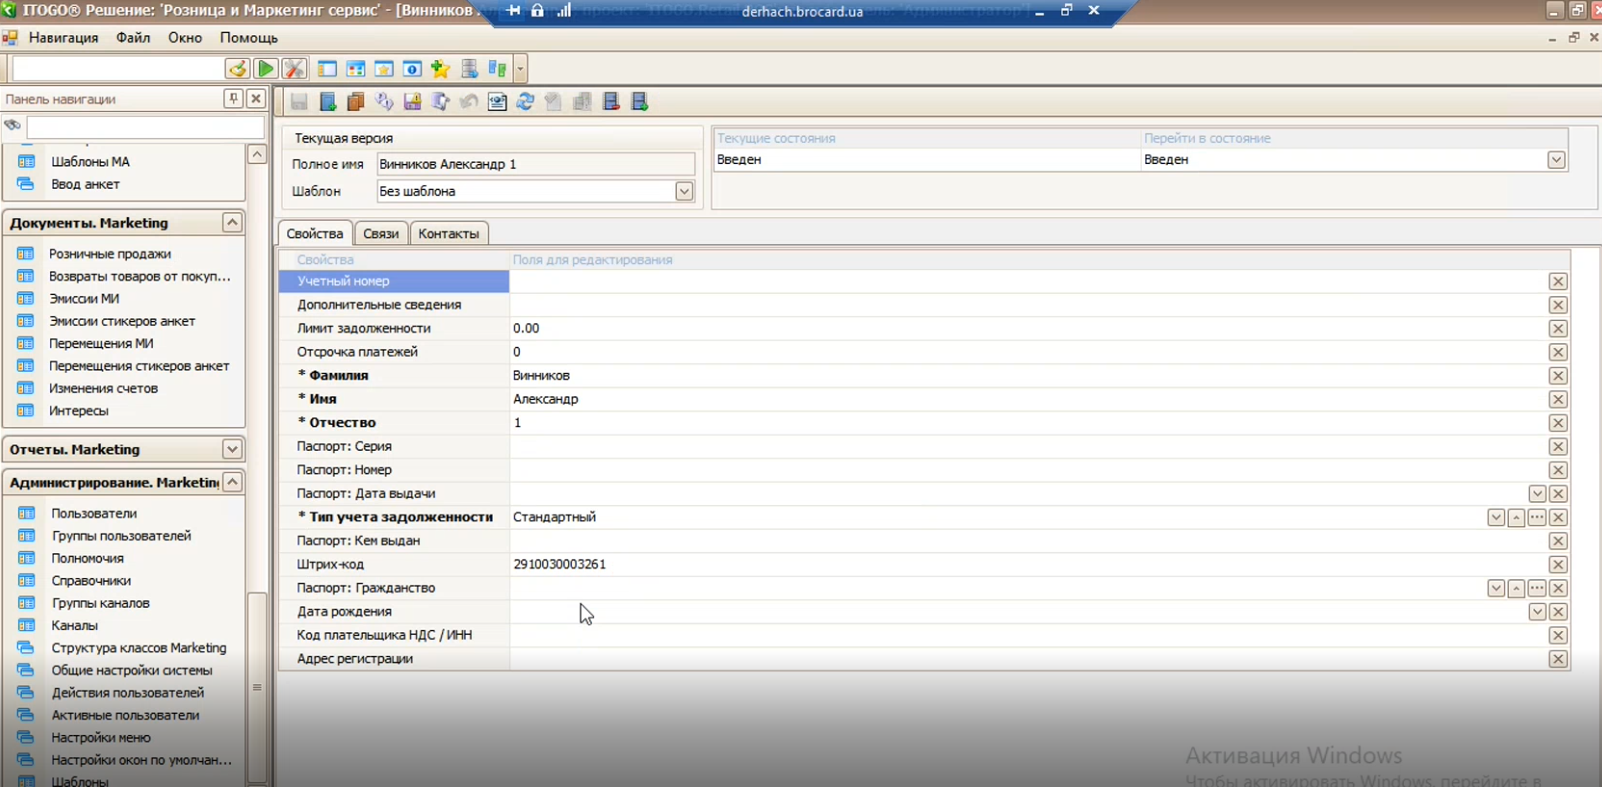 ITOGO® Решение: 'Розница и Маркетинг сервис' - [Винников
derhach.brocard.ua
Навигация Файл Окно Помощь
Панель навигации
Шаблоны МА
Ввод анкет
Документы. Marketing
Розничные продажи
Возвраты товаров от покуп...
Эмиссии МИ
Эмиссии стикеров анкет
Перемещения МИ
Перемещения стикеров анкет
Изменения счетов
Интересы
Отчеты. Marketing
Администрирование. Marketing
Пользователи
Группы пользователей
Полномочия
Справочники
Группы каналов
Каналы
Структура классов Marketing
Общие настройки системы
Действия пользователей
Активные пользователи
Настройки меню
Настройки окон по умолчан...
Шаблоны
Текущая версия
Полное имя Винников Александр 1
Шаблон Без шаблона
Текущие состояния Перейти в состояние
Введен Введен
Свойства Связи Контакты
Свойства Поля для редактирования
Учетный номер
Дополнительные сведения
Лимит задолженности 0.00
Отсрочка платежей 0
* Фамилия Винников
* Имя Александр
* Отчество 1
Паспорт: Серия
Паспорт: Номер
Паспорт: Дата выдачи
* Тип учета задолженности Стандартный
Паспорт: Кем выдан
Штрих-код 2910030003261
Паспорт: Гражданство
Дата рождения
Код плательщика НДС / ИНН
Адрес регистрации
Активация Windows
Чтобы активировать Windows, перейдите в